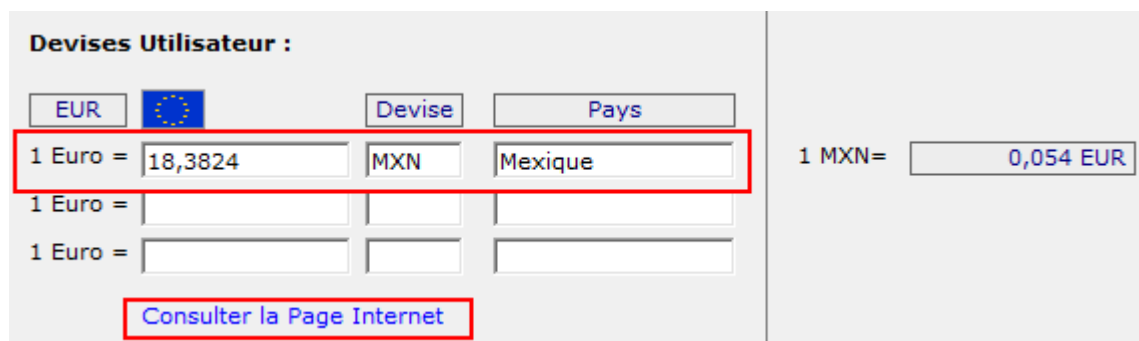 Devises Utilisateur :
EUR Devise Pays
1 Euro = 18,3824 MXN Mexique 1 MXN= 0,054 EUR
1 Euro =
1 Euro =
Consulter la Page Internet